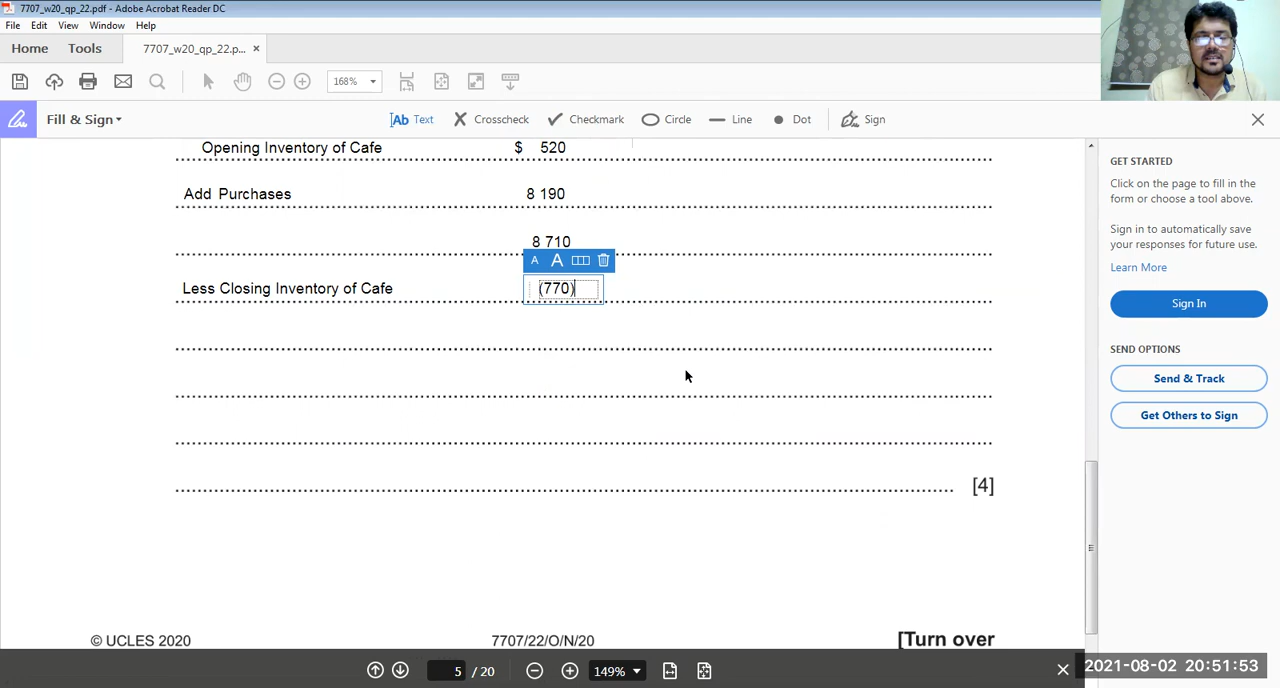 7707_w20_qp_22.pdf - Adobe Acrobat Reader DC
File Edit View Window Help
Home Tools 7707_w20_qp_22.p... ×
168%
Fill & Sign
Ab Text Crosscheck Checkmark Circle Line Dot Sign
Opening Inventory of Cafe $ 520
Add Purchases 8 190
8 710
A A
Less Closing Inventory of Cafe (770)
[4]
© UCLES 2020 7707/22/O/N/20 [Turn over
GET STARTED
Click on the page to fill in the
form or choose a tool above.
Sign in to automatically save
your responses for future use.
Learn More
Sign In
SEND OPTIONS
Send & Track
Get Others to Sign
5 / 20 149%
2021-08-02 20:51:53